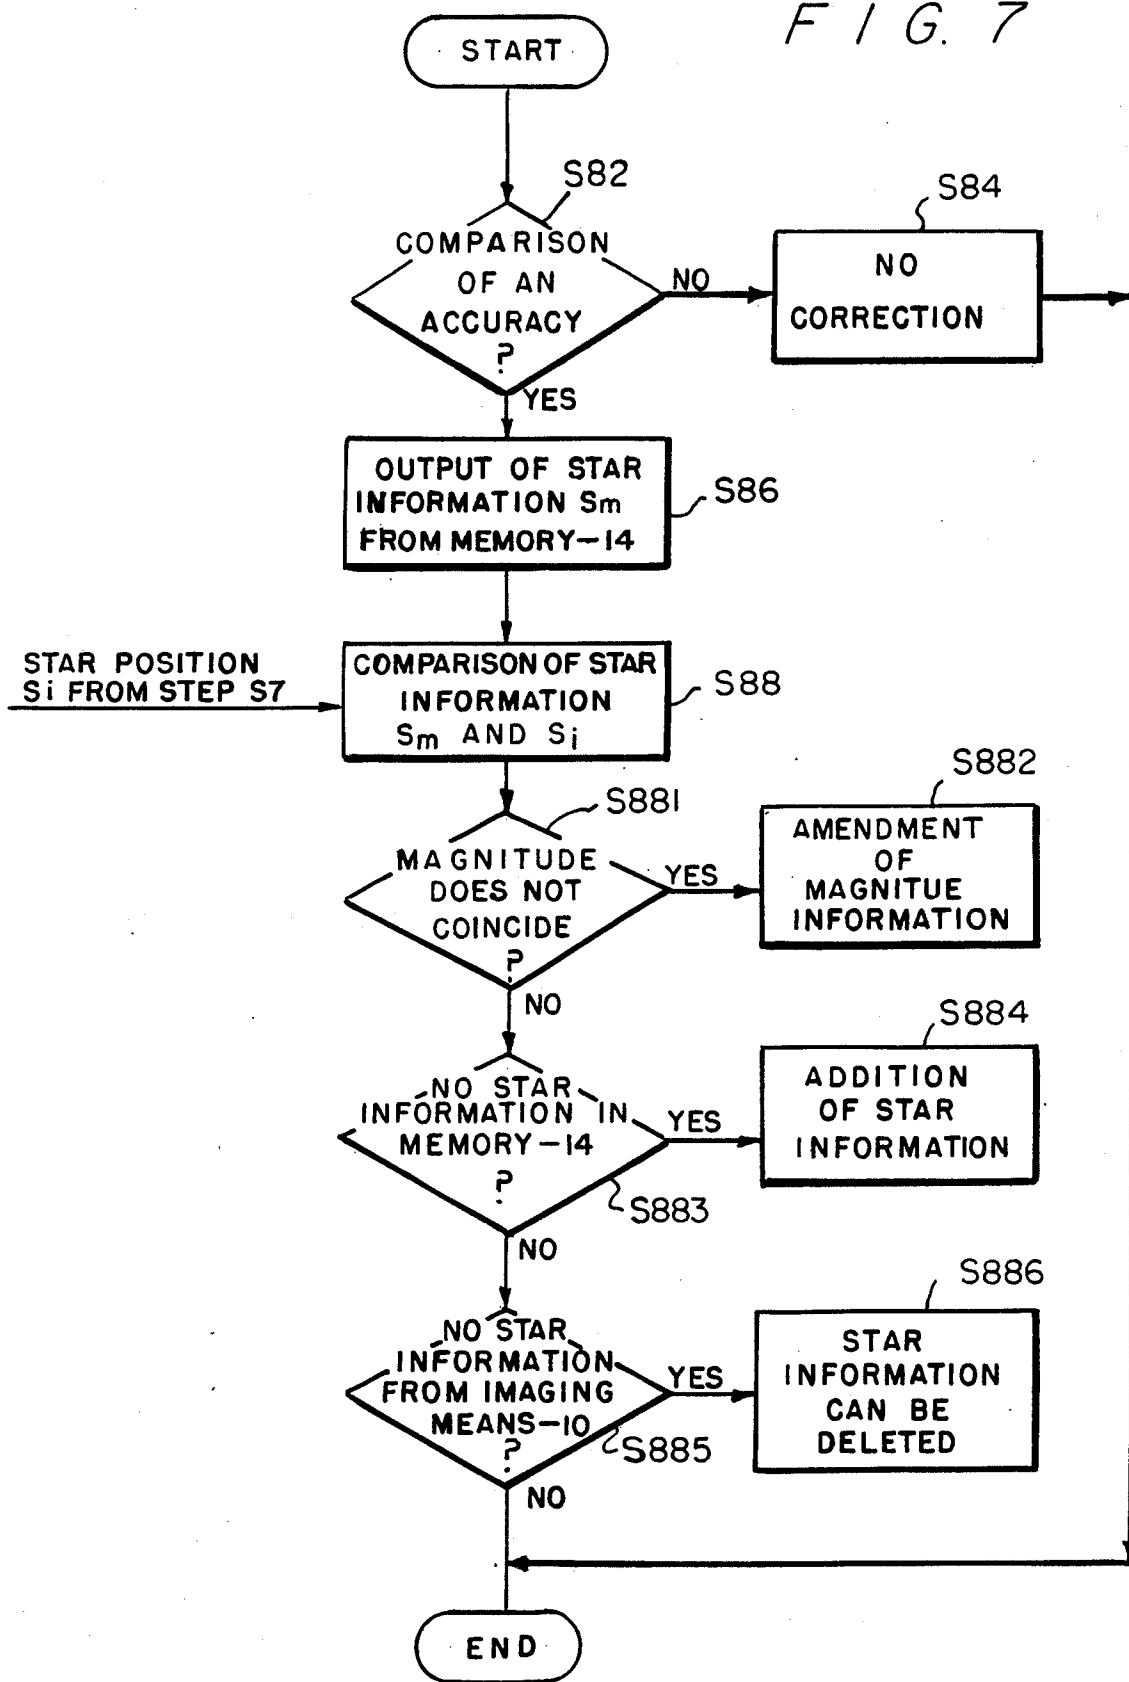 FIG. 7
START
S82
COMPARISON
OF AN
ACCURACY
?
NO
YES
S84
NO
CORRECTION
OUTPUT OF STAR
INFORMATION Sm
FROM MEMORY-14
S86
STAR POSITION
Si FROM STEP S7
COMPARISON OF STAR
INFORMATION
Sm AND Si
S88
S881
MAGNITUDE
DOES NOT
COINCIDE
?
YES
NO
S882
AMENDMENT
OF
MAGNITUE
INFORMATION
NO STAR
INFORMATION IN
MEMORY-14
?
YES
S883
NO
S884
ADDITION
OF STAR
INFORMATION
NO STAR
INFORMATION
FROM IMAGING
MEANS-10
?
YES
S885
NO
S886
STAR
INFORMATION
CAN BE
DELETED
END